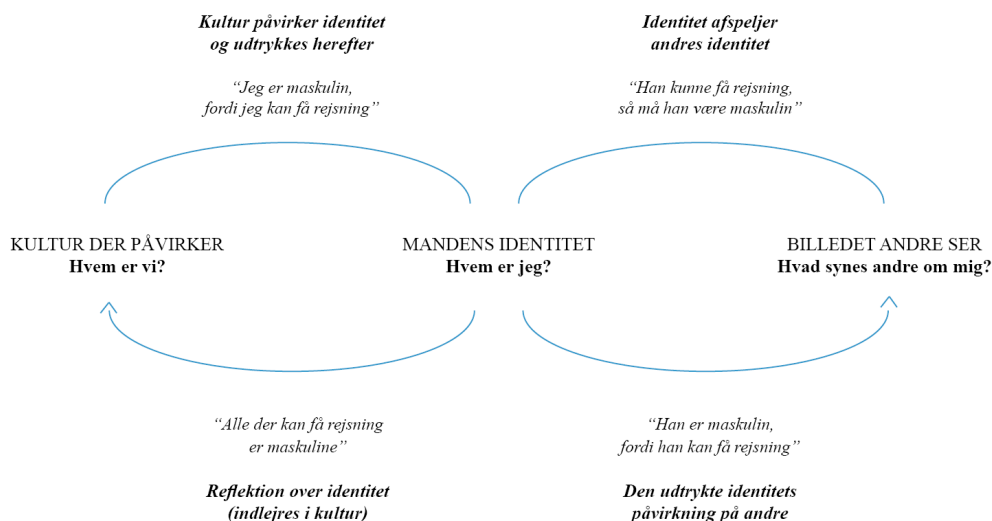 Kultur påvirker identitet
og udtrykkes herefter
Identitet afspeljer
andres identitet
“Jeg er maskulin,
fordi jeg kan få rejsning”
“Han kunne få rejsning,
så må han være maskulin”
KULTUR DER PÅVIRKER
Hvem er vi?
MANDENS IDENTITET
Hvem er jeg?
BILLEDET ANDRE SER
Hvad synes andre om mig?
“Alle der kan få rejsning
er maskuline”
“Han er maskulin,
fordi han kan få rejsning”
Reflektion over identitet
(indlejres i kultur)
Den udtrykte identitets
påvirkning på andre